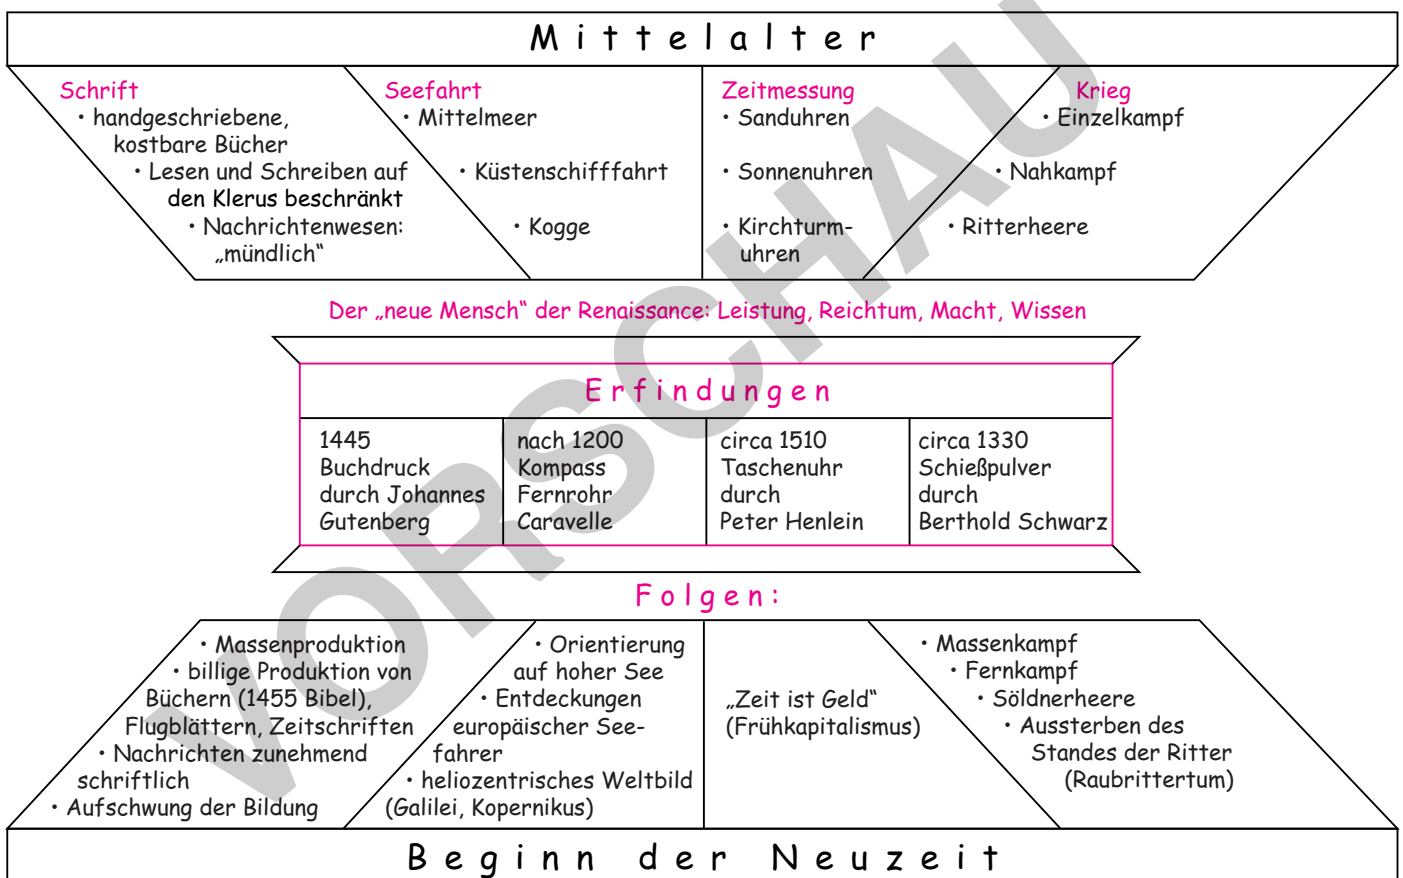 Mittelalter
Schrift
• handgeschriebene,
kostbare Bücher
• Lesen und Schreiben auf
den Klerus beschränkt
• Nachrichtenwesen:
„mündlich“
Seefahrt
• Mittelmeer
• Küstenschifffahrt
• Kogge
Zeitmessung
• Sanduhren
• Sonnenuhren
• Kirchturm-
uhren
Krieg
• Einzelkampf
• Nahkampf
• Ritterheere
Der „neue Mensch“ der Renaissance: Leistung, Reichtum, Macht, Wissen
Erfindungen
1445
Buchdruck
durch Johannes
Gutenberg
nach 1200
Kompass
Fernrohr
Caravelle
circa 1510
Taschenuhr
durch
Peter Henlein
circa 1330
Schießpulver
durch
Berthold Schwarz
Folgen:
• Massenproduktion
• billige Produktion von
Büchern (1455 Bibel),
Flugblättern, Zeitschriften
• Nachrichten zunehmend
schriftlich
• Aufschwung der Bildung
• Orientierung
auf hoher See
• Entdeckungen
europäischer See-
fahrer
• heliozentrisches Weltbild
(Galilei, Kopernikus)
„Zeit ist Geld“
(Frühkapitalismus)
• Massenkampf
• Fernkampf
• Söldnerheere
• Aussterben des
Standes der Ritter
(Raubrittertum)
Beginn der Neuzeit
VORSCHAU